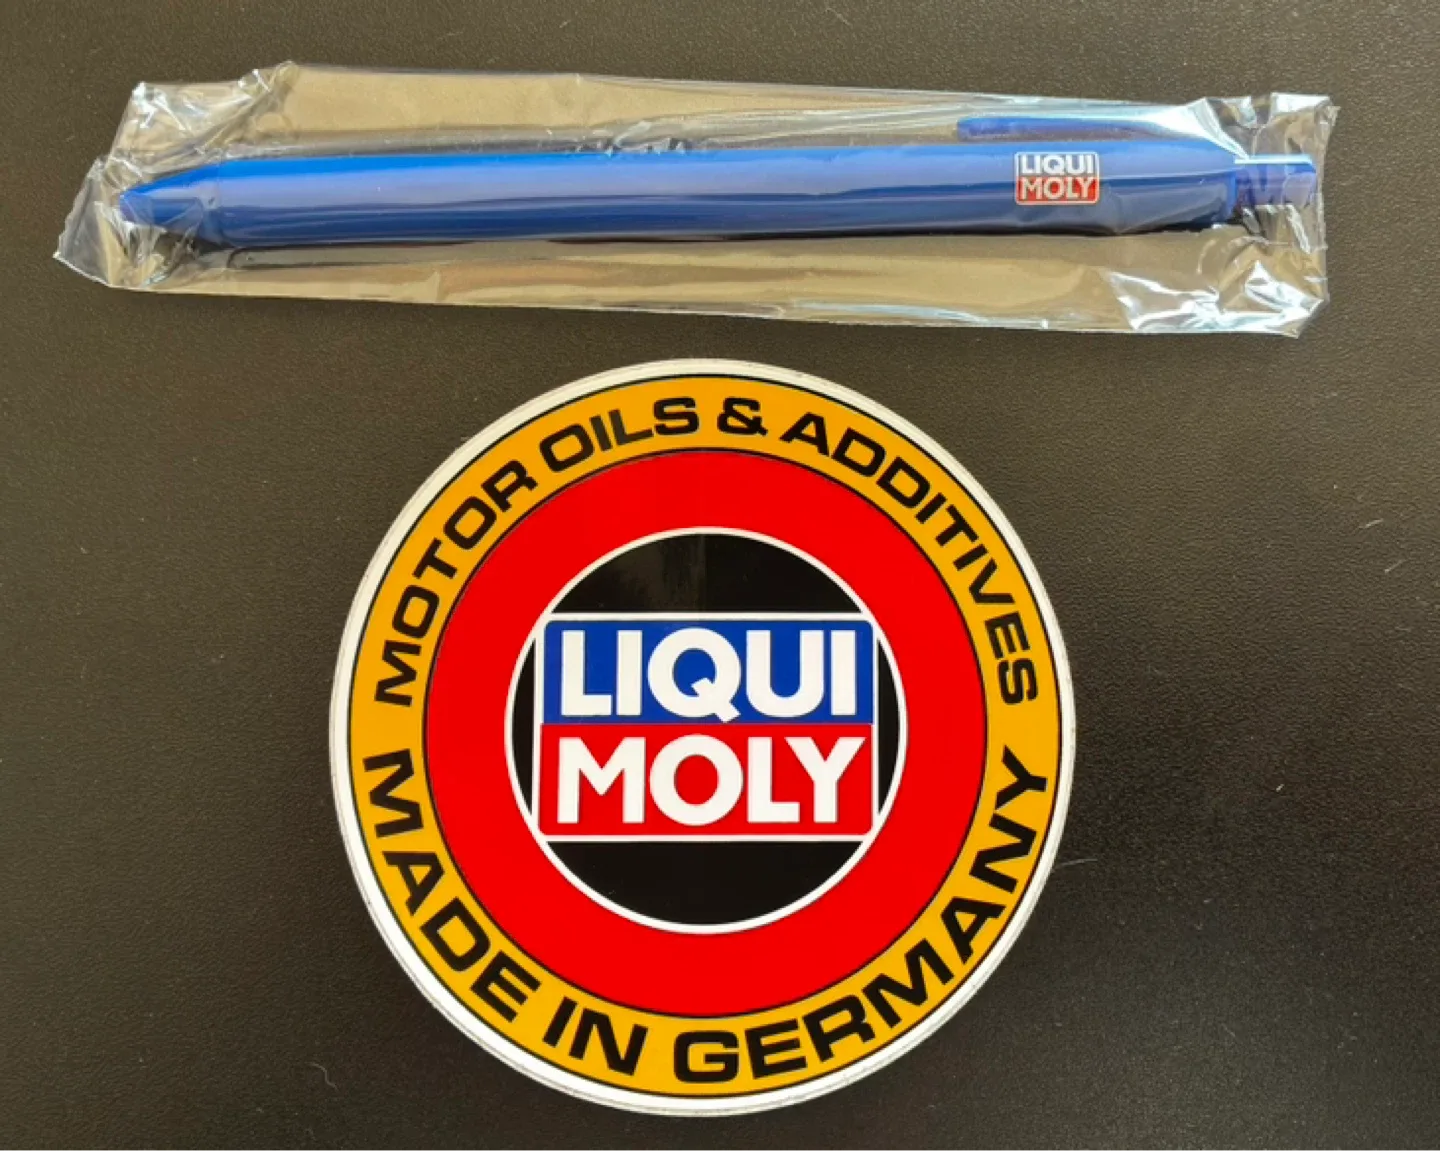 LIQUI
MOLY
MOTOR OILS & ADDITIVES
LIQUI
MOLY
MADE IN GERMANY